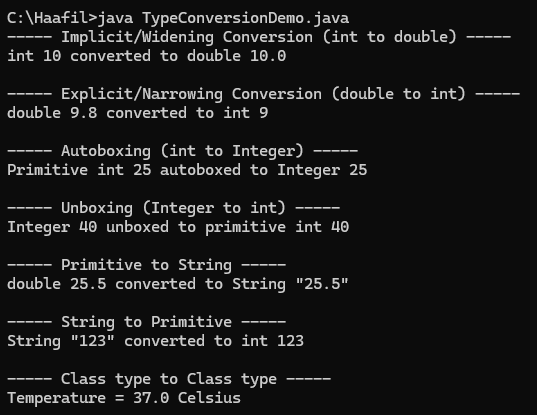 C:\Haafil>java TypeConversionDemo.java
----- Implicit/Widening Conversion (int to double) -----
int 10 converted to double 10.0
----- Explicit/Narrowing Conversion (double to int) -----
double 9.8 converted to int 9
----- Autoboxing (int to Integer) -----
Primitive int 25 autoboxed to Integer 25
----- Unboxing (Integer to int) -----
Integer 40 unboxed to primitive int 40
----- Primitive to String -----
double 25.5 converted to String "25.5"
----- String to Primitive -----
String "123" converted to int 123
----- Class type to Class type -----
Temperature = 37.0 Celsius